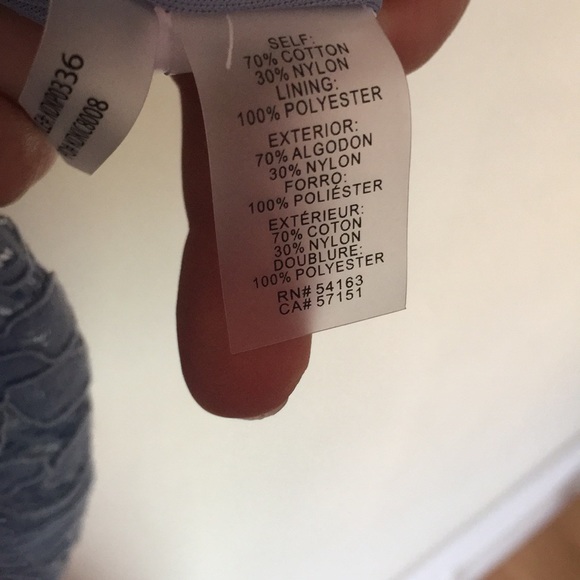 SELF:
70% COTTON
30% NYLON
LINING:
100% POLYESTER
EXTERIOR:
70% ALGODON
30% NYLON
FORRO:
100% POLIÉSTER
EXTÉRIEUR:
70% COTON
30% NYLON
DOUBLURE:
100% POLYESTER
RN# 54163
CA# 57151